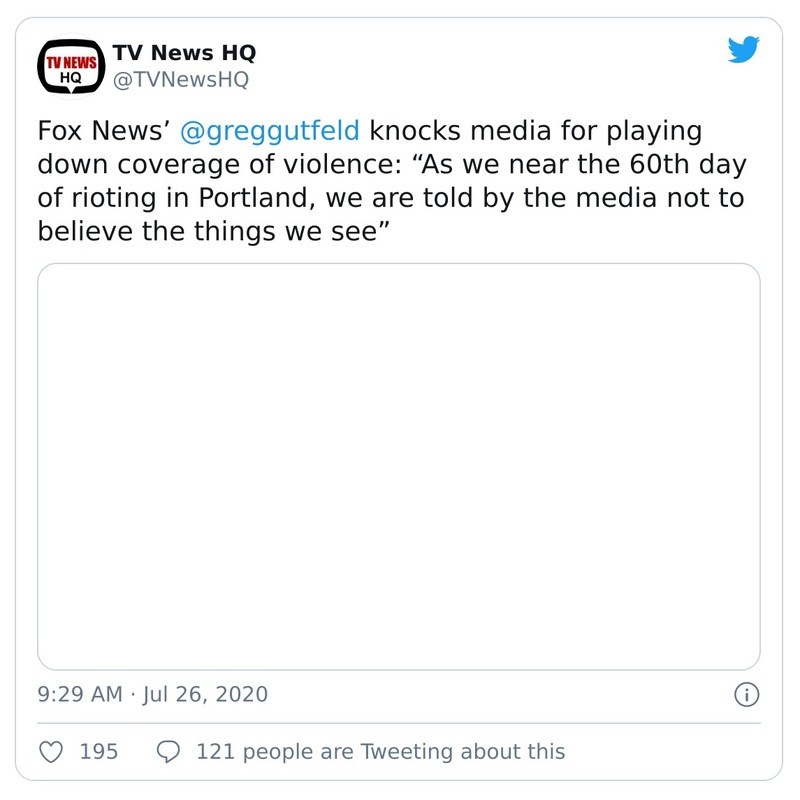 TV NEWS
HQ
TV News HQ
@TVNewsHQ
Fox News’ @greggutfeld knocks media for playing
down coverage of violence: “As we near the 60th day
of rioting in Portland, we are told by the media not to
believe the things we see”
9:29 AM · Jul 26, 2020
195 121 people are Tweeting about this